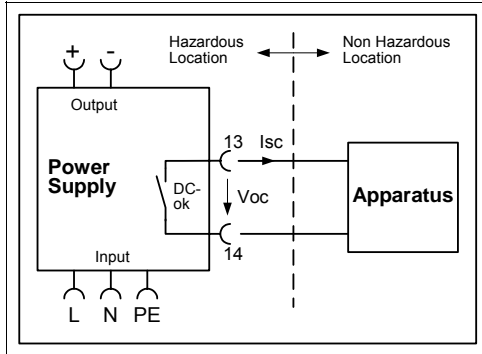 Hazardous
Location
Non Hazardous
Location
+ -
Output
13
Isc
Power
Supply
DC-
ok
Voc
Apparatus
14
Input
L N PE